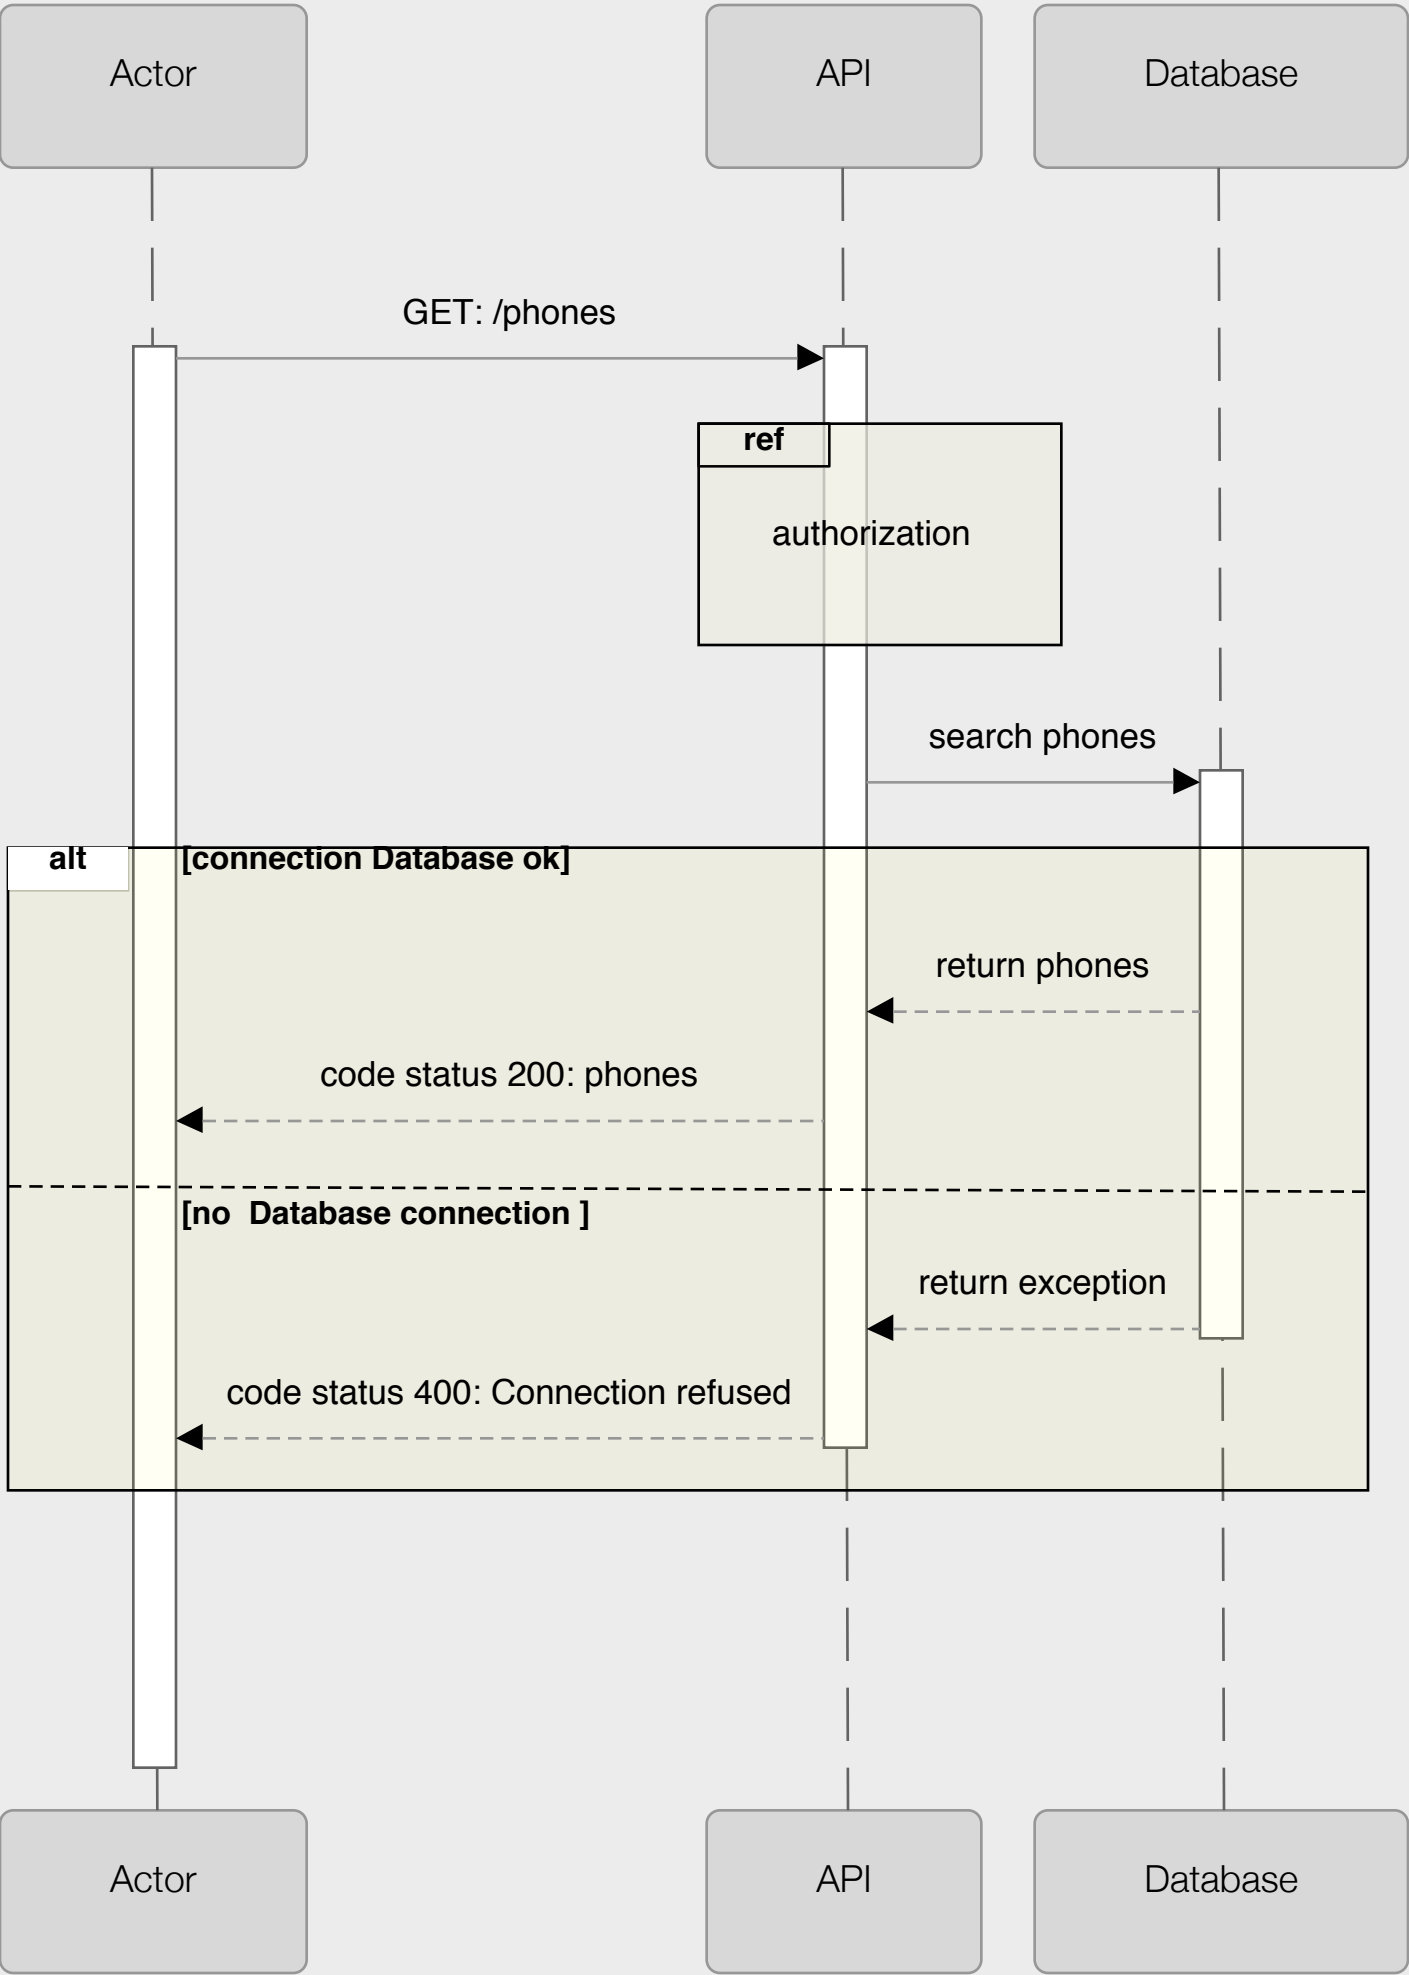 Actor
API
Database
GET: /phones
ref
authorization
search phones
alt
[connection Database ok]
return phones
code status 200: phones
[no  Database connection ]
return exception
code status 400: Connection refused
Actor
API
Database